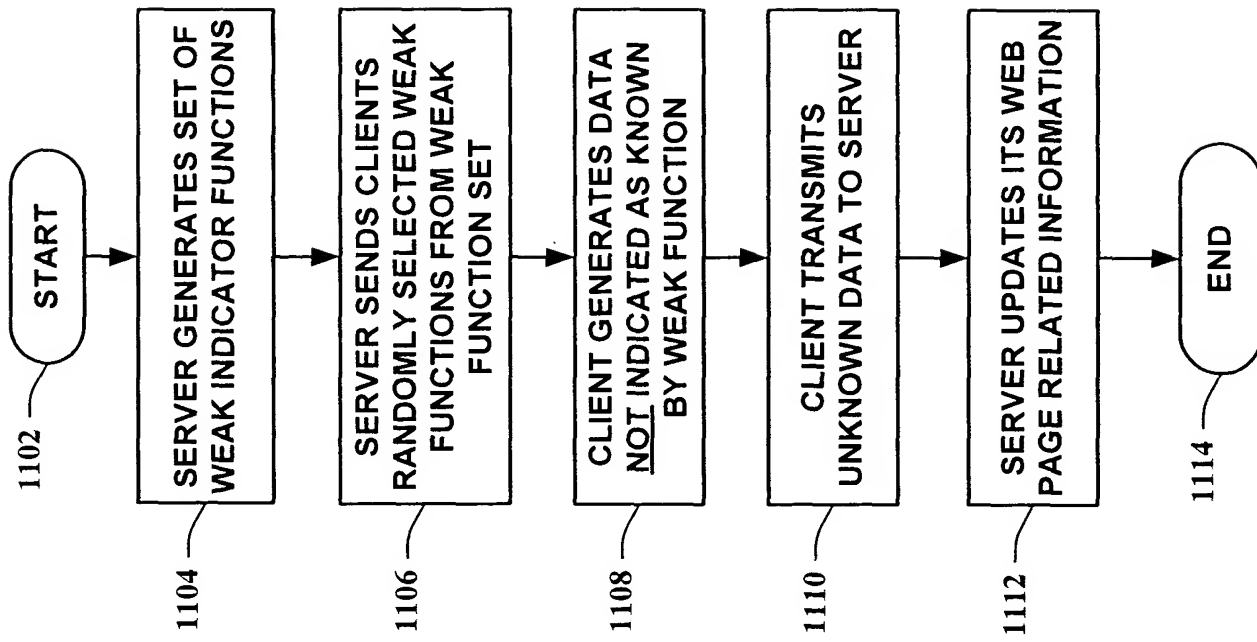 START
1102
SERVER GENERATES SET OF
WEAK INDICATOR FUNCTIONS
1104
SERVER SENDS CLIENTS
RANDOMLY SELECTED WEAK
FUNCTIONS FROM WEAK
FUNCTION SET
1106
CLIENT GENERATES DATA
NOT INDICATED AS KNOWN
BY WEAK FUNCTION
1108
CLIENT TRANSMITS
UNKNOWN DATA TO SERVER
1110
SERVER UPDATES ITS WEB
PAGE RELATED INFORMATION
1112
END
1114